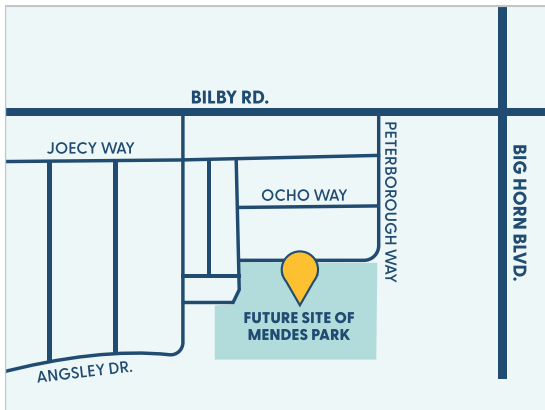 BILBY RD.
JOECY WAY
PETERBOROUGH WAY
BIG HORN BLVD.
OCHO WAY
FUTURE SITE OF
MENDES PARK
ANGSLEY DR.